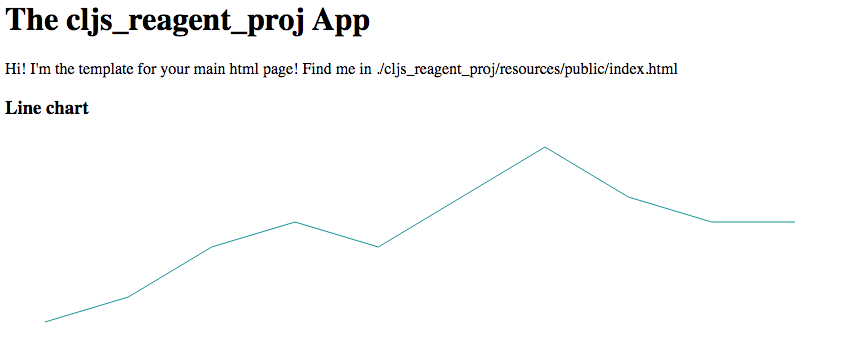 The cljs_reagent_proj App
Hi! I'm the template for your main html page! Find me in ./cljs_reagent_proj/resources/public/index.html
Line chart